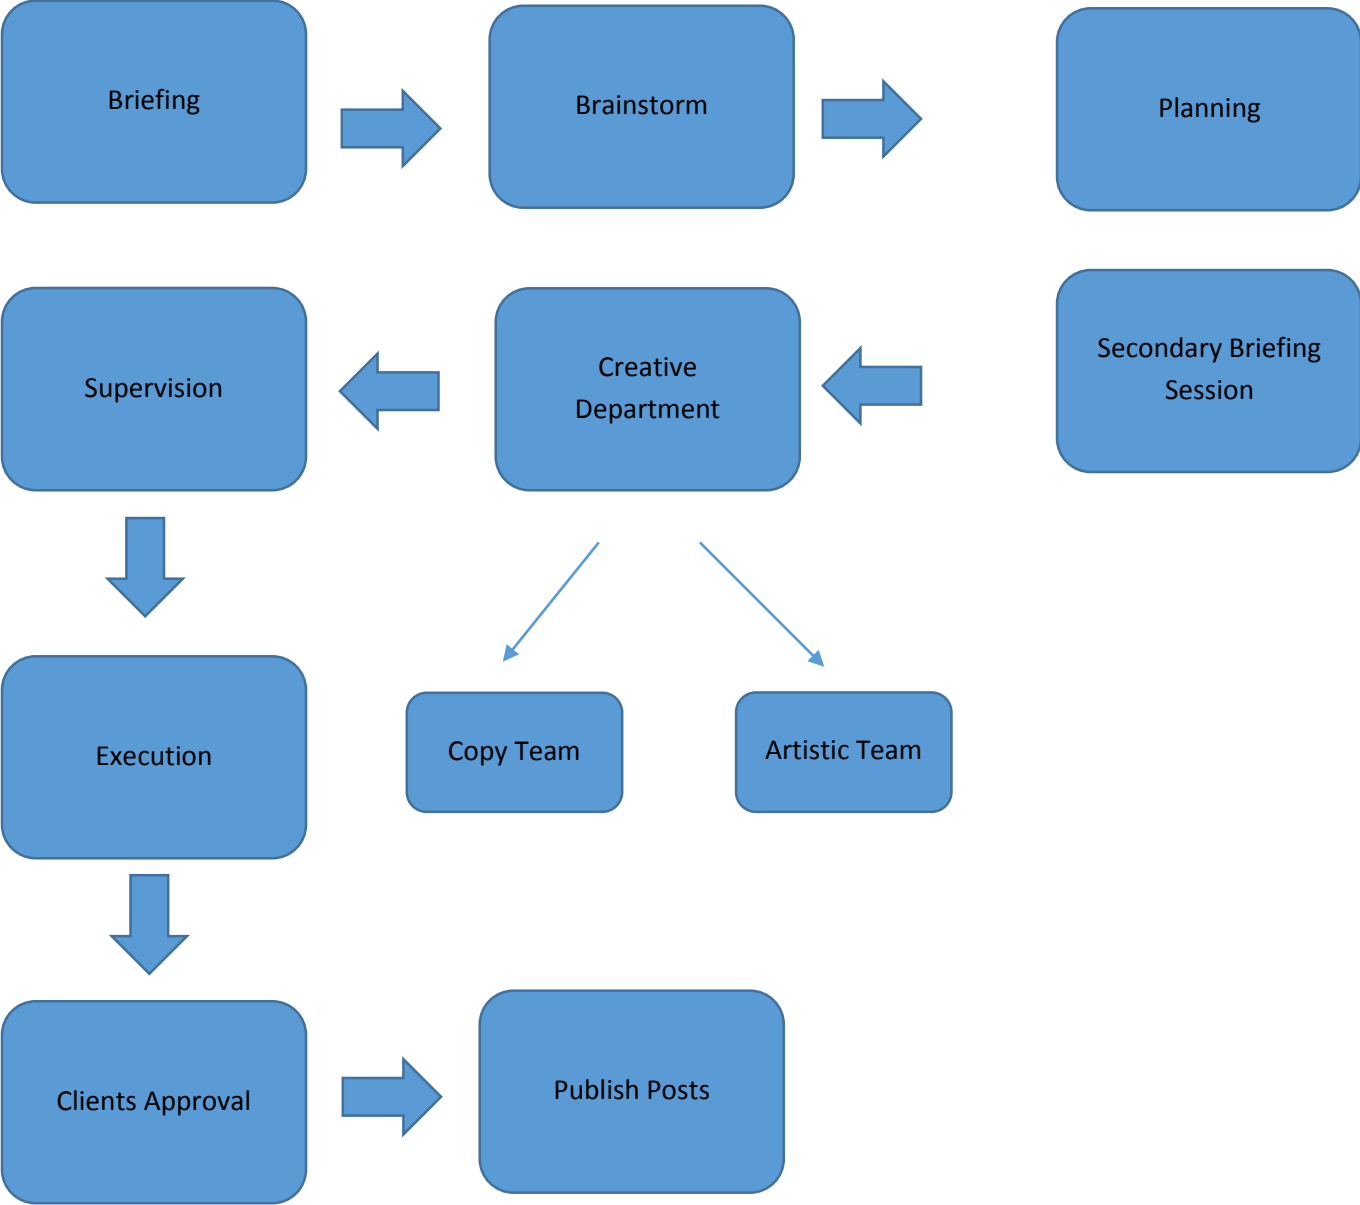 Briefing
Brainstorm
Planning
Supervision
Creative
Department
Secondary Briefing
Session
Execution
Copy Team
Artistic Team
Clients Approval
Publish Posts